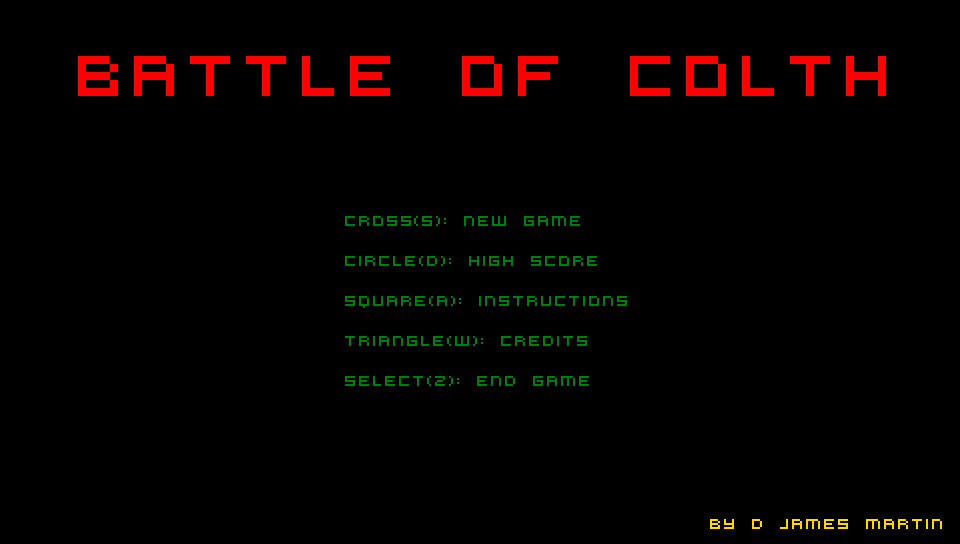 BATTLE OF COLTH
CROSS(S): NEW GAME
CIRCLE(D): HIGH SCORE
SQUARE(A): INSTRUCTIONS
TRIANGLE(W): CREDITS
SELECT(Z): END GAME
BY D JAMES MARTIN